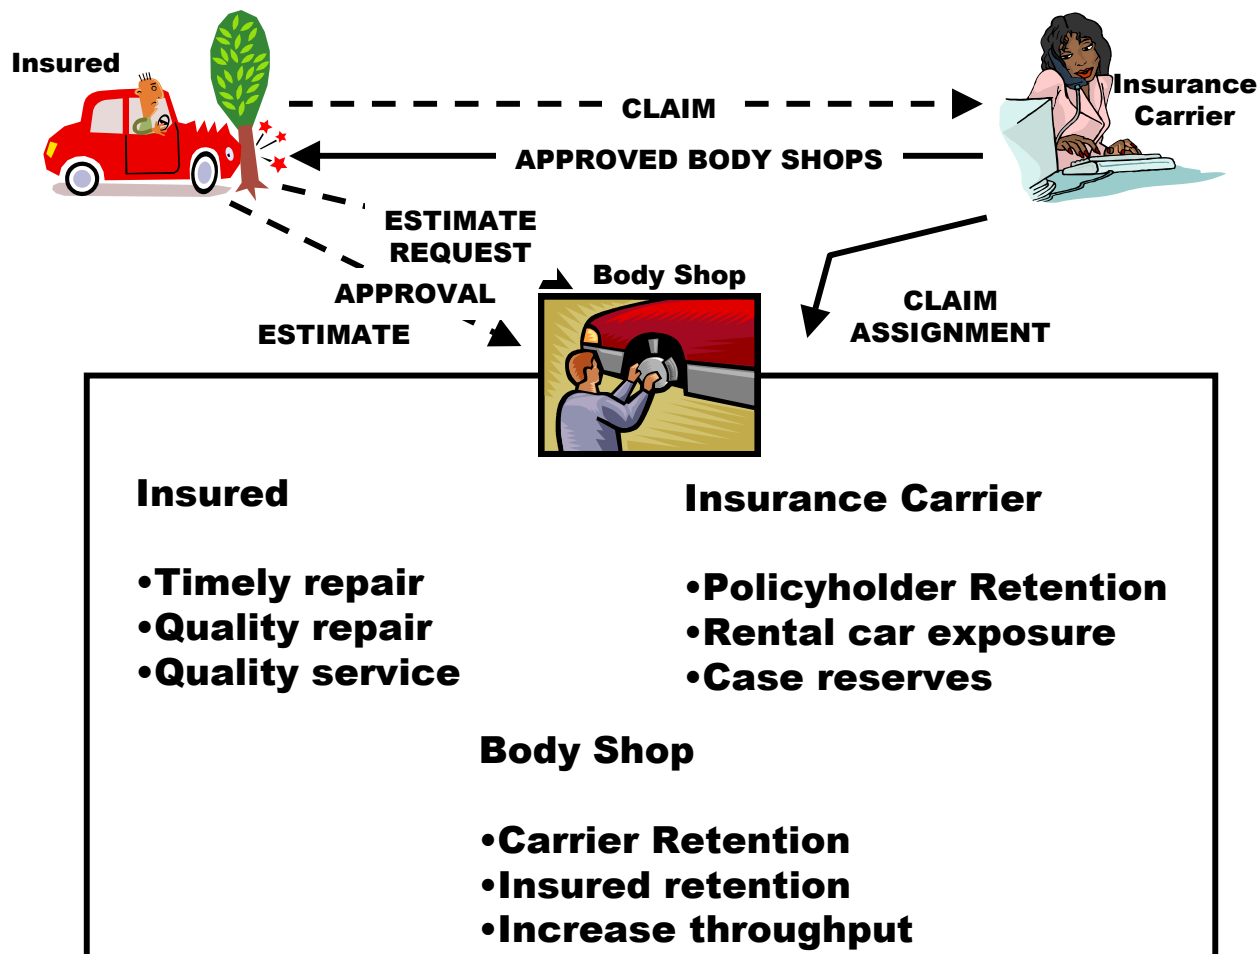 Insured
Insurance
Carrier
CLAIM
APPROVED BODY SHOPS
ESTIMATE
REQUEST
Body Shop
APPROVAL
ESTIMATE
CLAIM
ASSIGNMENT
Insured
•Timely repair
•Quality repair
•Quality service
Insurance Carrier
•Policyholder Retention
•Rental car exposure
•Case reserves
Body Shop
•Carrier Retention
•Insured retention
•Increase throughput